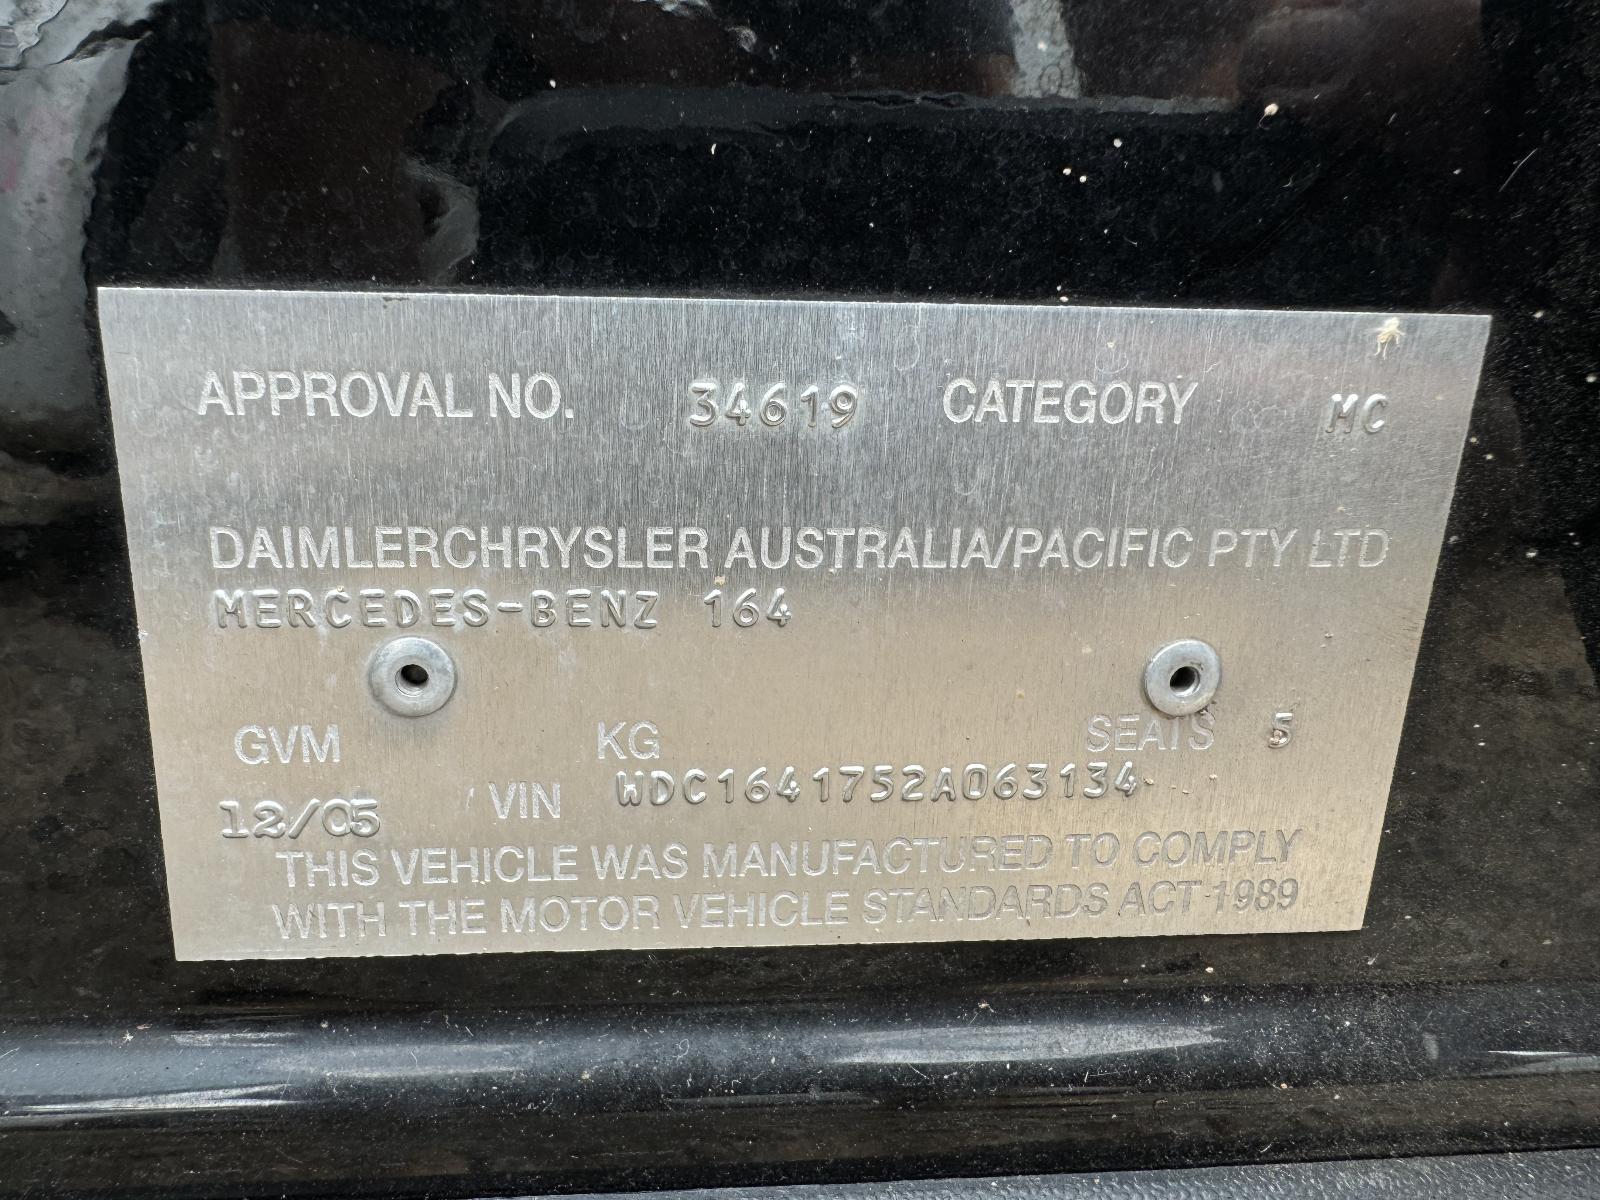 APPROVAL NO. 34619 CATEGORY MC
DAIMLERCHRYSLER AUSTRALIA/PACIFIC PTY LTD
MERCEDES-BENZ 164
GVM KG SEATS 5
12/05 VIN WDC1641752A063134
THIS VEHICLE WAS MANUFACTURED TO COMPLY
WITH THE MOTOR VEHICLE STANDARDS ACT 1989